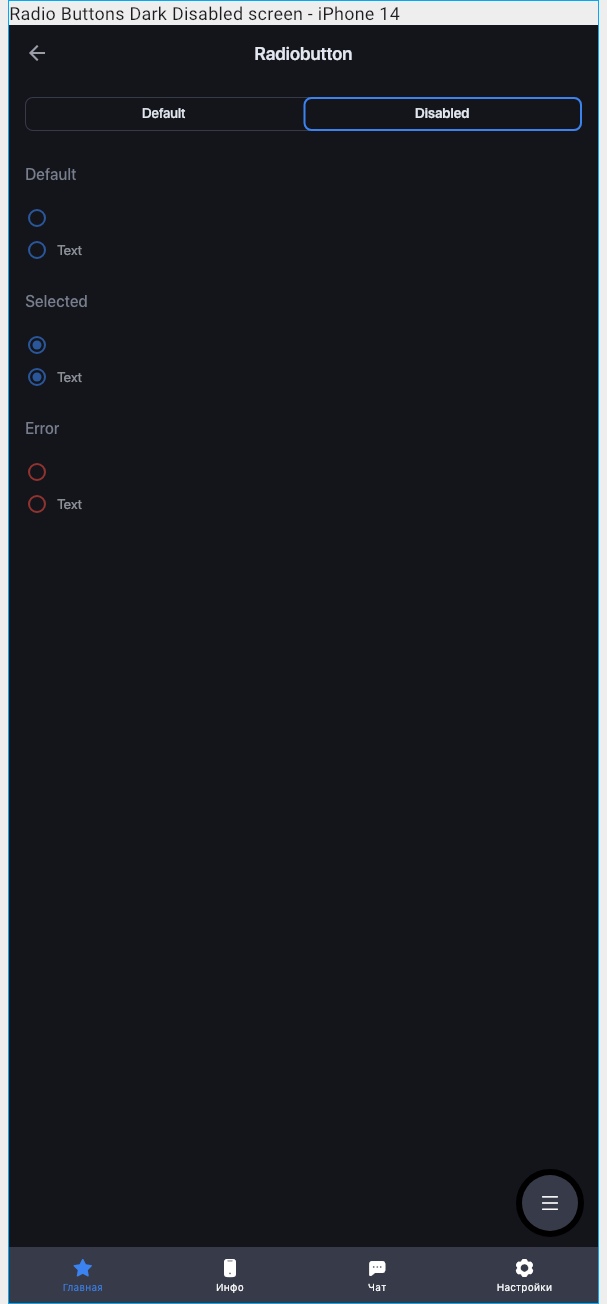 Radio Buttons Dark Disabled screen - iPhone 14
Radiobutton
Default Disabled
Default
Text
Selected
Text
Error
Text
Главная Инфо Чат Настройки